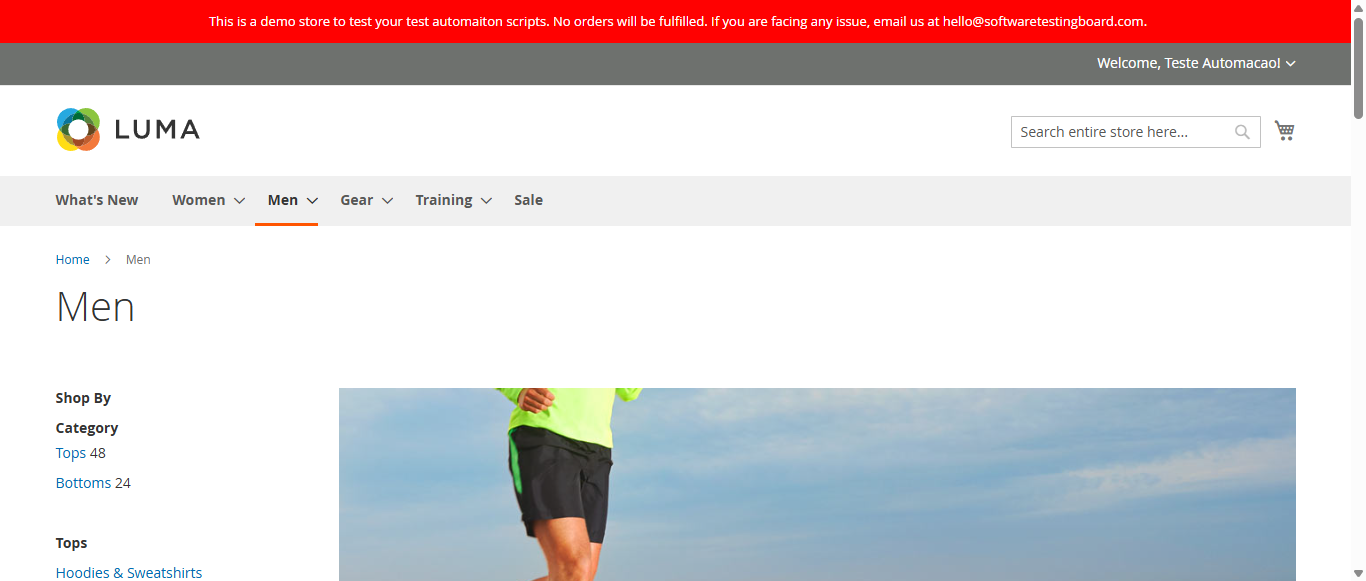 This is a demo store to test your test automaiton scripts. No orders will be fulfilled. If you are facing any issue, email us at hello@softwaretestingboard.com.
Welcome, Teste Automacao!
LUMA
Search entire store here...
What's New Women Men Gear Training Sale
Home Men
Men
Shop By
Category
Tops 48
Bottoms 24
Tops
Hoodies & Sweatshirts